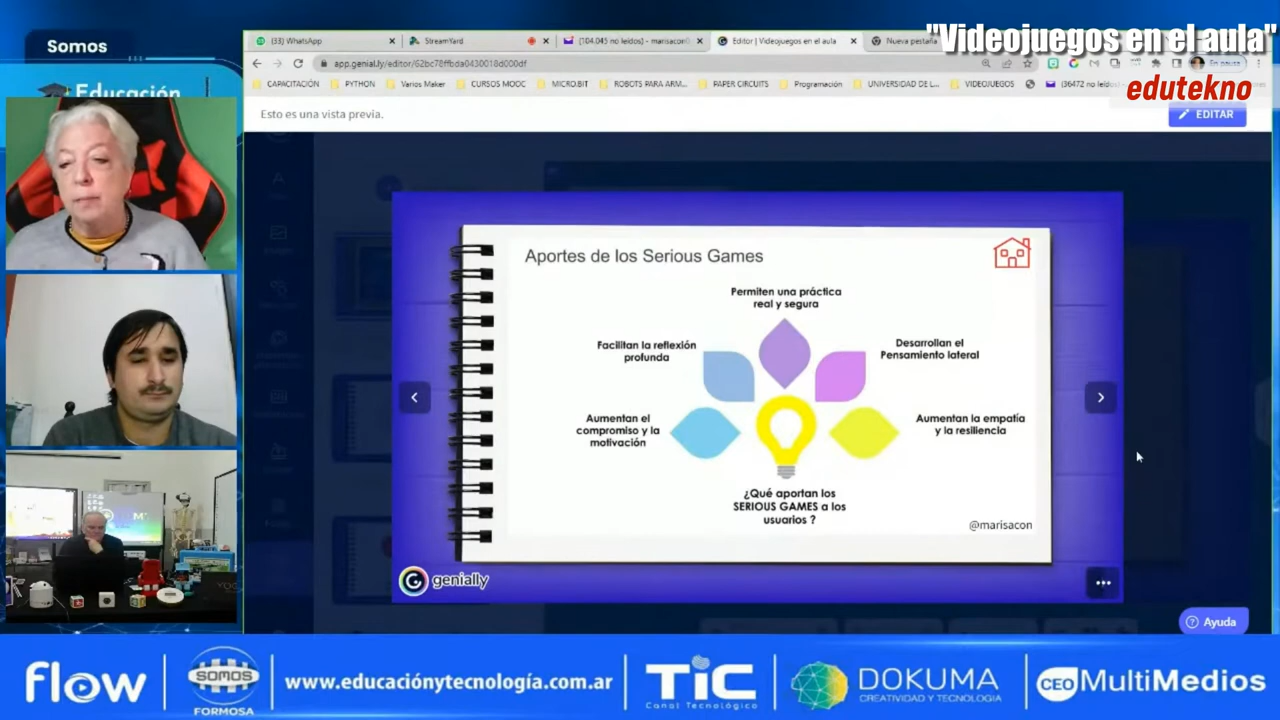 Somos
Educación
"Videojuegos en el aula"
edutekno
(33) WhatsApp
StreamYard
(104.045 no leídos) - marisacon
Editor | Videojuegos en el aula
Nueva pestaña
app.genial.ly/editor/62bc78ffbda9430018d000df
CAPACITACIÓN
PYTHON
Varios Maker
CURSOS MOOC
MICRO:BIT
ROBOTS PARA ARM...
PAPER CIRCUITS
Programación
UNIVERSIDAD DE L...
VIDEOJUEGOS
(36472 no leídos)
Esto es una vista previa.
EDITAR
Aportes de los Serious Games
Permiten una práctica
real y segura
Facilitan la reflexión
profunda
Desarrollan el
Pensamiento lateral
Aumentan el
compromiso y la
motivación
Aumentan la empatía
y la resiliencia
¿Qué aportan los
SERIOUS GAMES a los
usuarios ?
@marisacon
genially
Ayuda
flow
SOMOS
FORMOSA
www.educaciónytecnología.com.ar
TiC
Canal Tecnológico
DOKUMA
CREATIVIDAD Y TECNOLOGIA
CEO MultiMedios